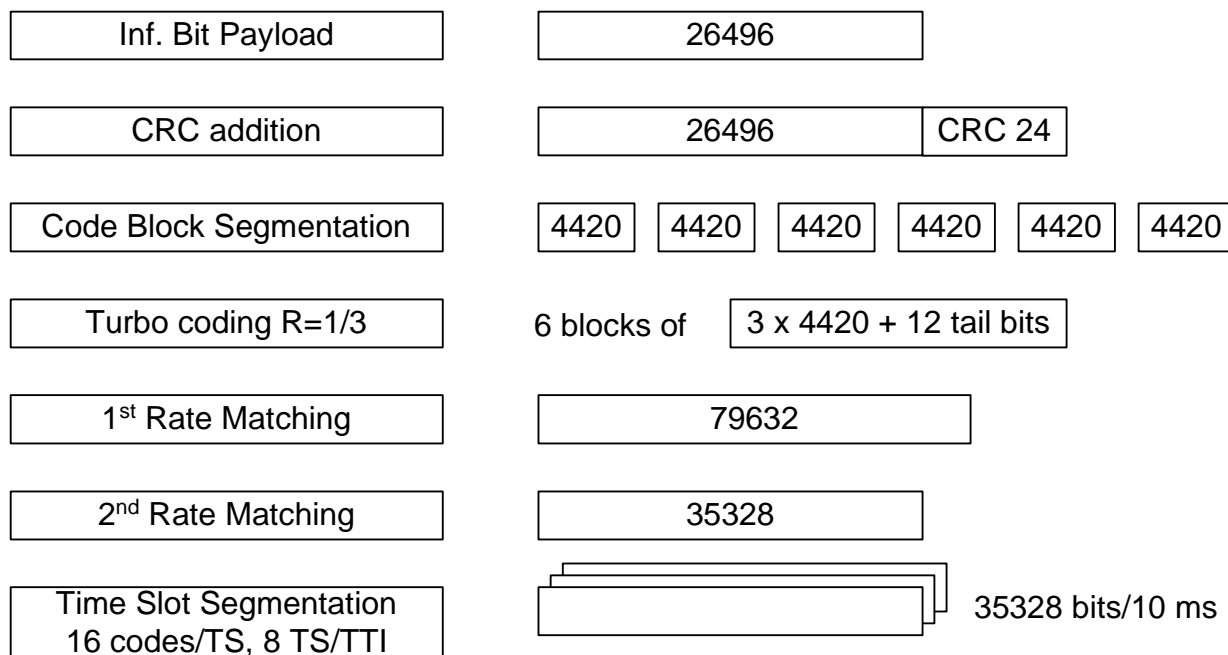 Inf. Bit Payload 26496
CRC addition 26496 CRC 24
Code Block Segmentation 4420 4420 4420 4420 4420 4420
Turbo coding R=1/3 6 blocks of 3 x 4420 + 12 tail bits
1st Rate Matching 79632
2nd Rate Matching 35328
Time Slot Segmentation
16 codes/TS, 8 TS/TTI
35328 bits/10 ms